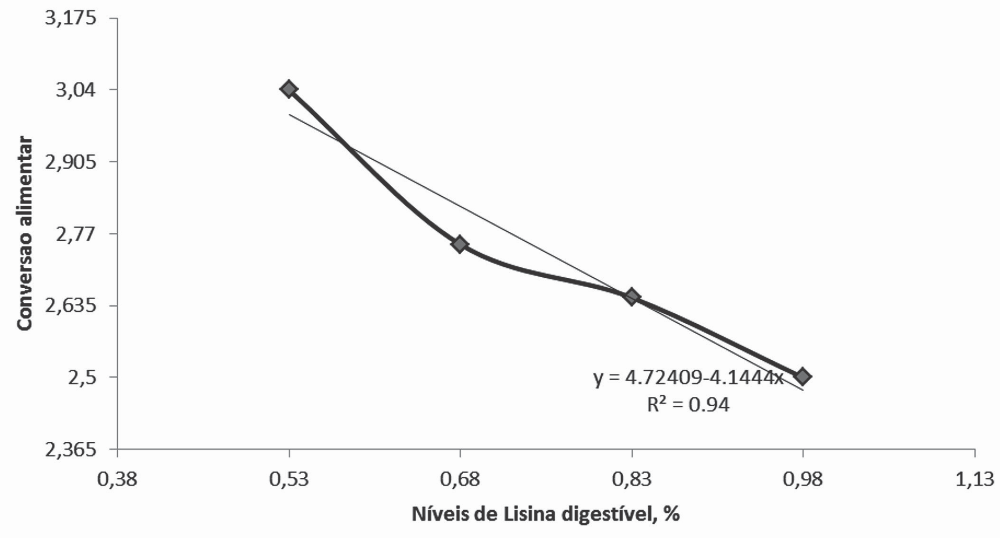 3,175
3,04
2,905
2,77
2,635
2,5
2,365
Conversao alimentar
y = 4.72409-4.1444x
R² = 0.94
0,38 0,53 0,68 0,83 0,98 1,13
Níveis de Lisina digestível, %